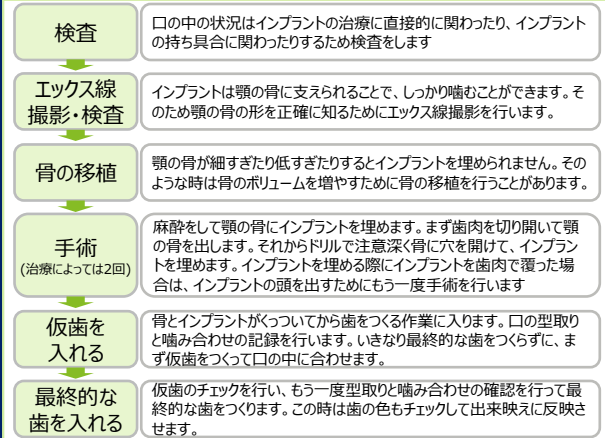 検査
口の中の状況はインプラントの治療に直接的に関わったり、インプラント
の持ち具合に関わったりするため検査をします
エックス線
撮影・検査
インプラントは顎の骨に支えられることで、しっかり噛むことができます。そ
のため顎の骨の形を正確に知るためにエックス線撮影を行います。
骨の移植
顎の骨が細すぎたり低すぎたりするとインプラントを埋められません。その
ような時は骨のボリュームを増やすために骨の移植を行うことがあります。
手術
(治療によっては2回)
麻酔をして顎の骨にインプラントを埋めます。まず歯肉を切り開いて顎
の骨を出します。それからドリルで注意深く骨に穴を開けて、インプラン
トを埋めます。インプラントを埋める際にインプラントを歯肉で覆った場
合は、インプラントの頭を出すためにもう一度手術を行います
仮歯を
入れる
骨とインプラントがくっついてから歯をつくる作業に入ります。口の型取り
と噛み合わせの記録を行います。いきなり最終的な歯をつくらずに、ま
ず仮歯をつくって口の中に合わせます。
最終的な
歯を入れる
仮歯のチェックを行い、もう一度型取りと噛み合わせの確認を行って最
終的な歯をつくります。この時は歯の色もチェックして出来映えに反映さ
せます。